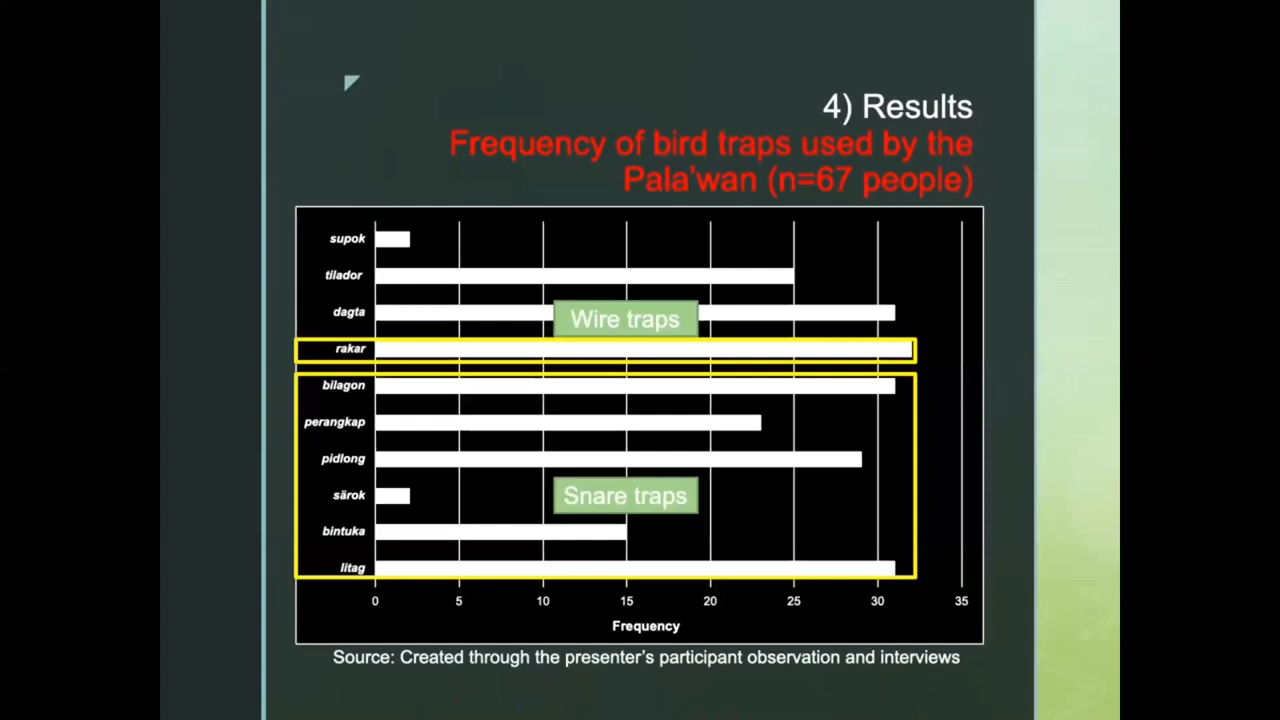 4) Results
Frequency of bird traps used by the
Pala'wan (n=67 people)
supok
tilador
dagta
Wire traps
rakar
bilagon
perangkap
pidlong
särok
Snare traps
bintuka
litag
0 5 10 15 20 25 30 35
Frequency
Source: Created through the presenter's participant observation and interviews